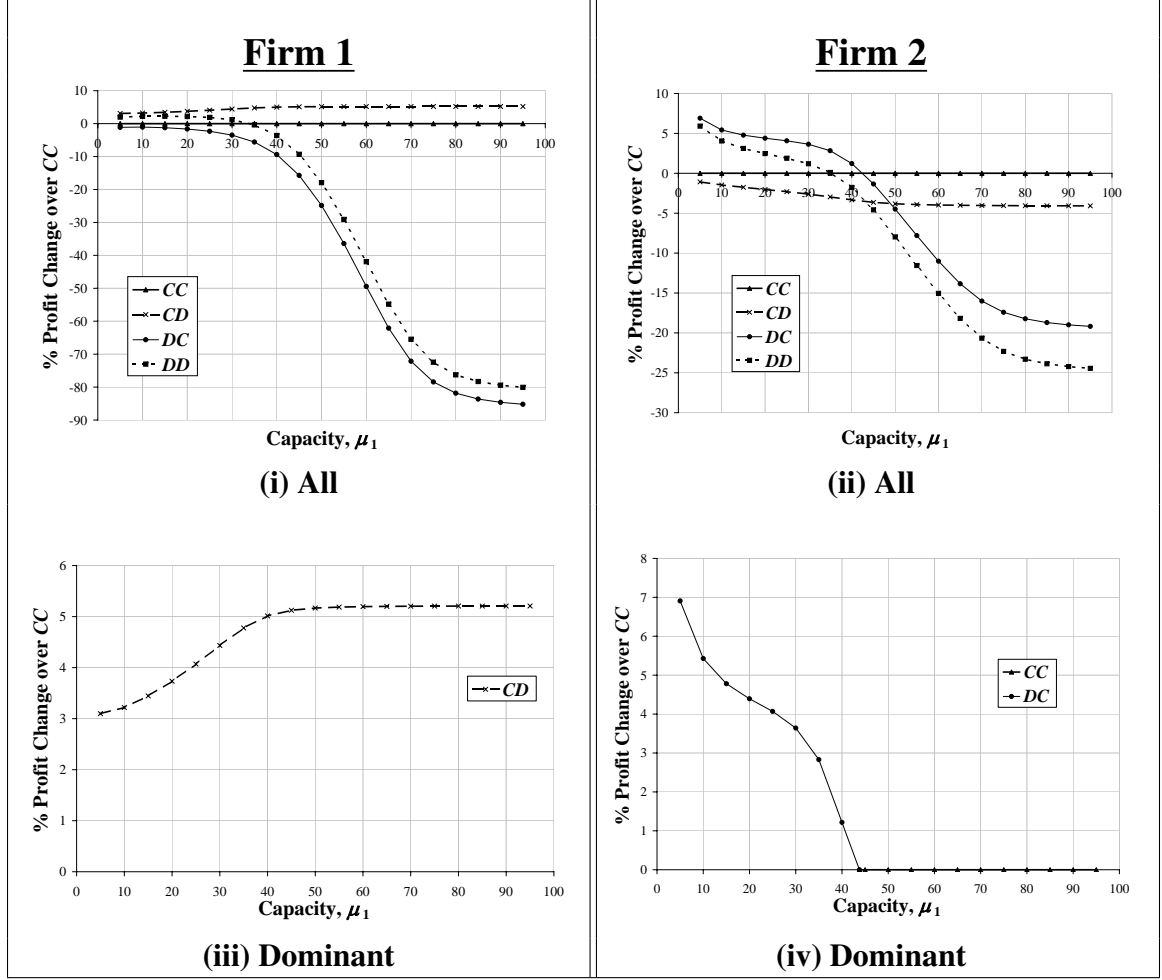 Firm 1
10
0
-10
-20
-30
-40
-50
-60
-70
-80
-90
0 10 20 30 40 50 60 70 80 90 100
% Profit Change over CC
CC
CD
DC
DD
Capacity, μ1
(i) All
Firm 2
10
5
0
-5
-10
-15
-20
-25
-30
0 10 20 30 40 50 60 70 80 90 100
% Profit Change over CC
CC
CD
DC
DD
Capacity, μ1
(ii) All
6
5
4
3
2
1
0
% Profit Change over CC
CD
0 10 20 30 40 50 60 70 80 90 100
Capacity, μ1
(iii) Dominant
8
7
6
5
4
3
2
1
0
% Profit Change over CC
CC
DC
0 10 20 30 40 50 60 70 80 90 100
Capacity, μ1
(iv) Dominant